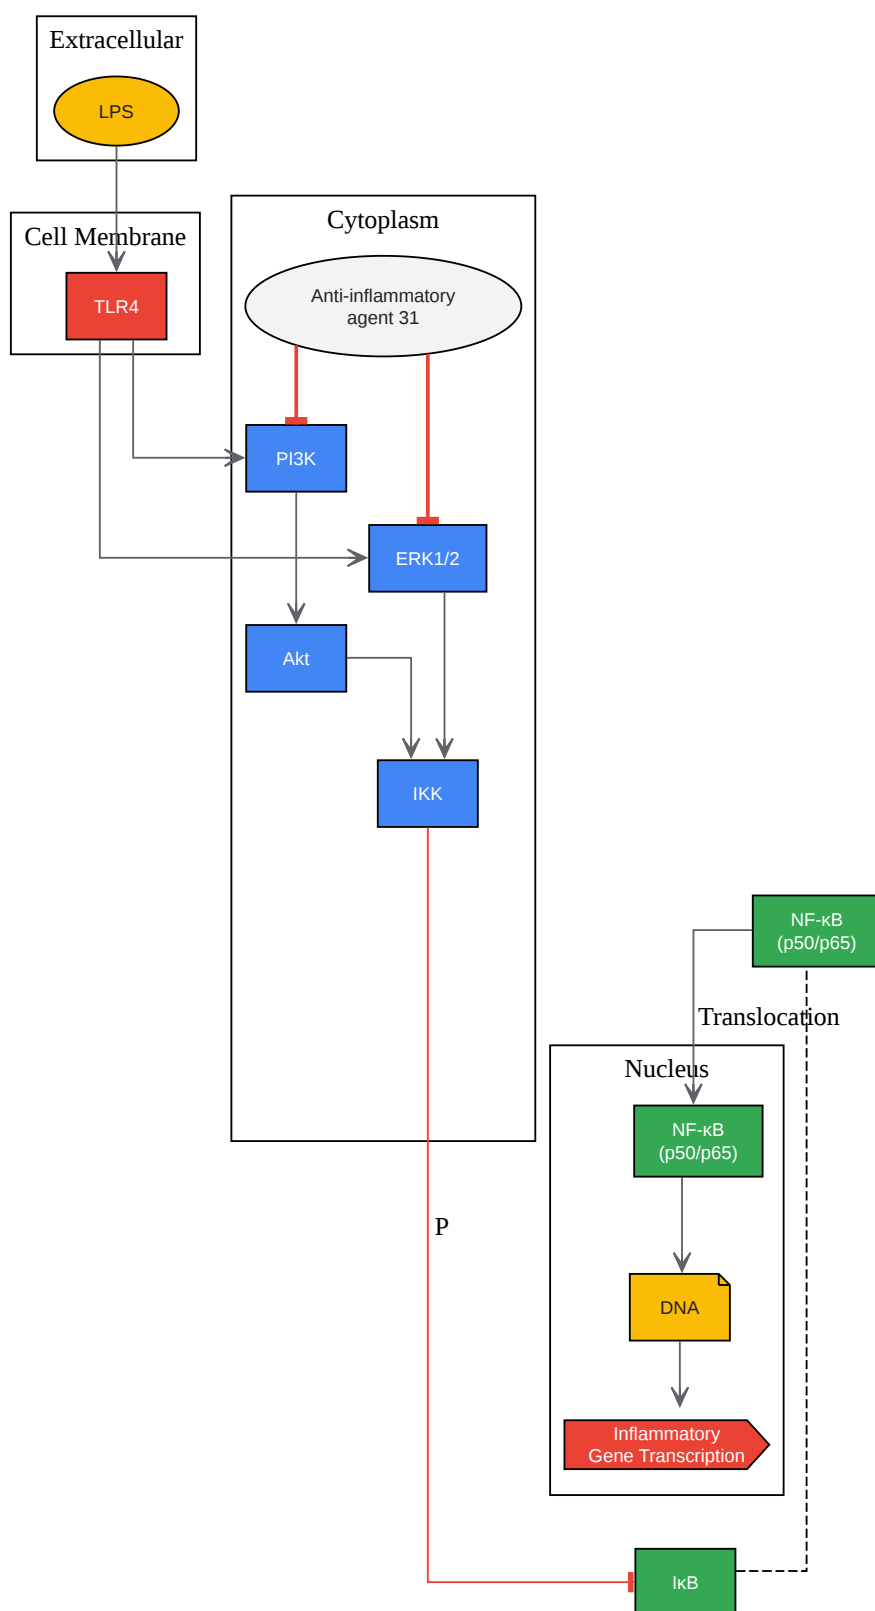 Extracellular
LPS
Cell Membrane
TLR4
Cytoplasm
Anti-inflammatory
agent 31
PI3K
ERK1/2
Akt
IKK
NF-κB
(p50/p65)
Translocation
Nucleus
NF-κB
(p50/p65)
P
DNA
Inflammatory
Gene Transcription
IκB